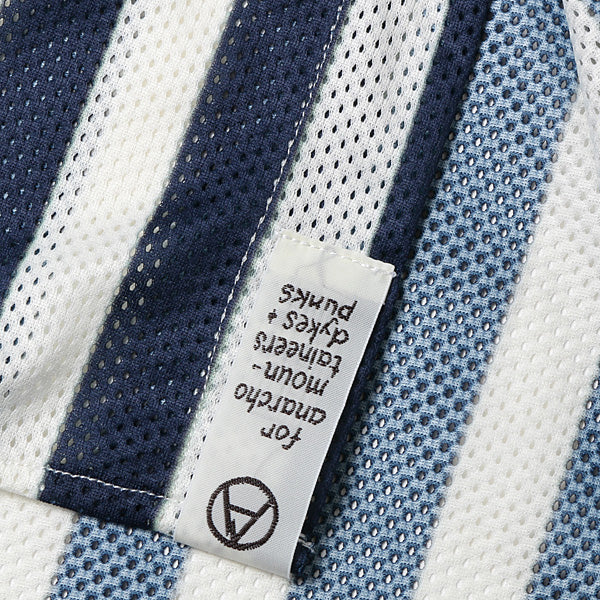 for
anarcho
moun-
taineers
dykes +
punks